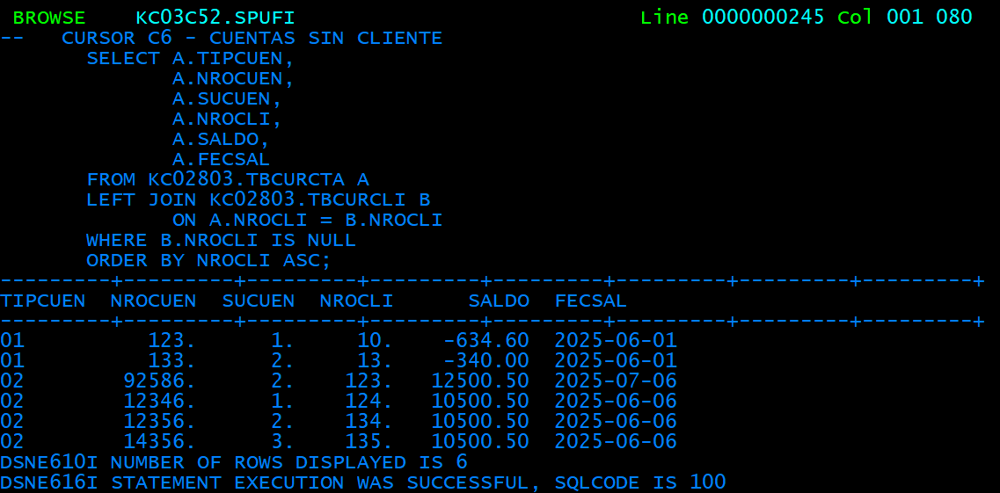 BROWSE    KC03C52.SPUFI                            Line 0000000245 Col 001 080
--   CURSOR C6 - CUENTAS SIN CLIENTE
       SELECT A.TIPCUEN,
              A.NROCUEN,
              A.SUCUEN,
              A.NROCLI,
              A.SALDO,
              A.FECSAL
       FROM KC02803.TBCURCTA A
       LEFT JOIN KC02803.TBCURCLI B
              ON A.NROCLI = B.NROCLI
       WHERE B.NROCLI IS NULL
       ORDER BY NROCLI ASC;
---------+---------+---------+---------+---------+---------+---------+---------+
TIPCUEN  NROCUEN  SUCUEN  NROCLI      SALDO  FECSAL
---------+---------+---------+---------+---------+---------+---------+---------+
01          123.      1.     10.    -634.60  2025-06-01
01          133.      2.     13.    -340.00  2025-06-01
02        92586.      2.    123.   12500.50  2025-07-06
02        12346.      1.    124.   10500.50  2025-06-06
02        12356.      2.    134.   10500.50  2025-06-06
02        14356.      3.    135.   10500.50  2025-06-06
DSNE610I NUMBER OF ROWS DISPLAYED IS 6
DSNE616I STATEMENT EXECUTION WAS SUCCESSFUL, SQLCODE IS 100